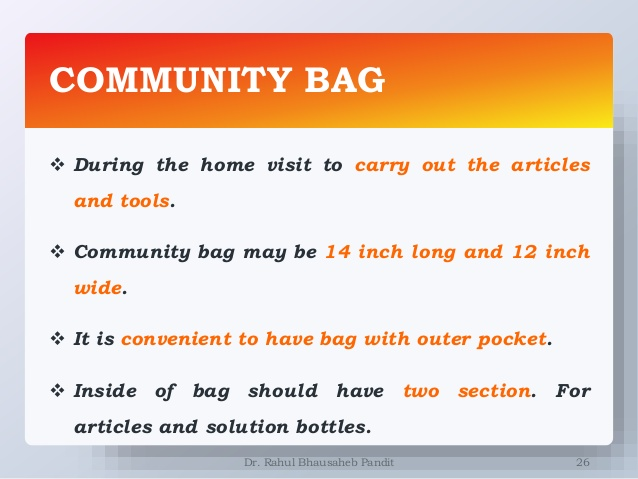 COMMUNITY BAG
❖ During the home visit to carry out the articles
and tools.
❖ Community bag may be 14 inch long and 12 inch
wide.
❖ It is convenient to have bag with outer pocket.
❖ Inside of bag should have two section. For
articles and solution bottles.
Dr. Rahul Bhausaheb Pandit 26